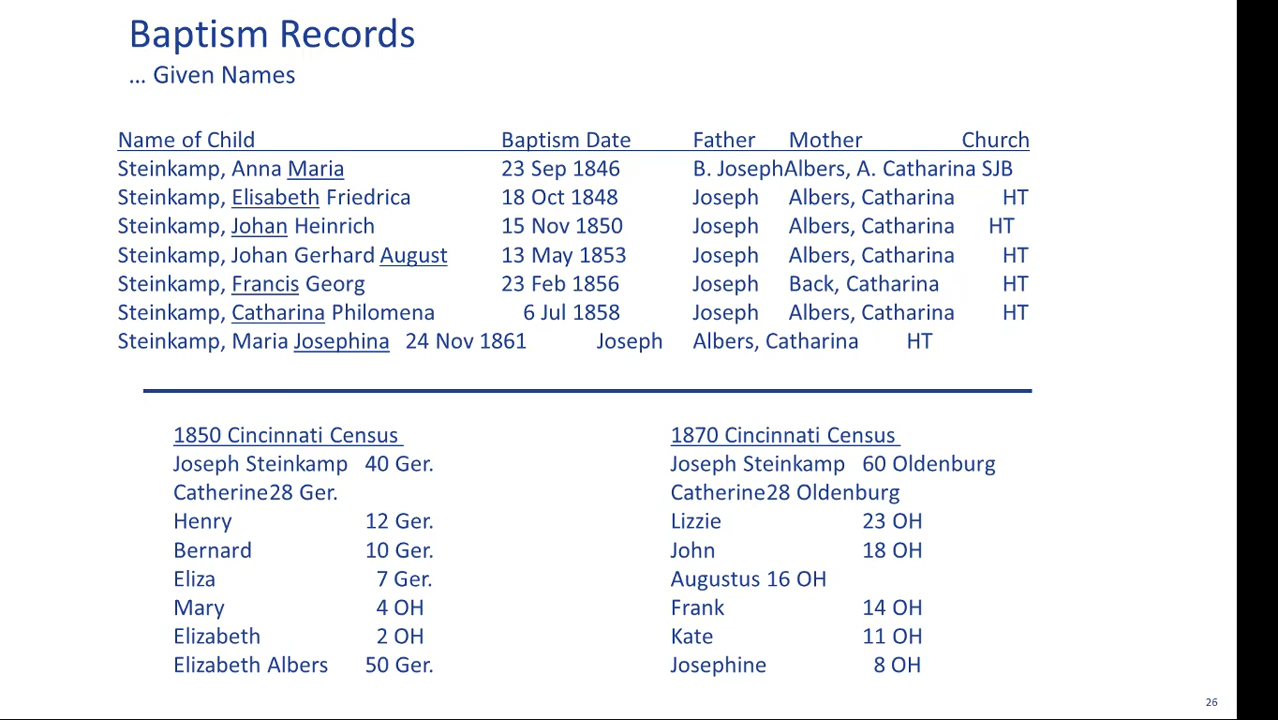 Baptism Records
... Given Names
Name of Child Baptism Date Father Mother Church
Steinkamp, Anna Maria 23 Sep 1846 B. JosephAlbers, A. Catharina SJB
Steinkamp, Elisabeth Friedrica 18 Oct 1848 Joseph Albers, Catharina HT
Steinkamp, Johan Heinrich 15 Nov 1850 Joseph Albers, Catharina HT
Steinkamp, Johan Gerhard August 13 May 1853 Joseph Albers, Catharina HT
Steinkamp, Francis Georg 23 Feb 1856 Joseph Back, Catharina HT
Steinkamp, Catharina Philomena 6 Jul 1858 Joseph Albers, Catharina HT
Steinkamp, Maria Josephina 24 Nov 1861 Joseph Albers, Catharina HT
1850 Cincinnati Census
Joseph Steinkamp 40 Ger.
Catherine28 Ger.
Henry 12 Ger.
Bernard 10 Ger.
Eliza 7 Ger.
Mary 4 OH
Elizabeth 2 OH
Elizabeth Albers 50 Ger.
1870 Cincinnati Census
Joseph Steinkamp 60 Oldenburg
Catherine28 Oldenburg
Lizzie 23 OH
John 18 OH
Augustus 16 OH
Frank 14 OH
Kate 11 OH
Josephine 8 OH
26